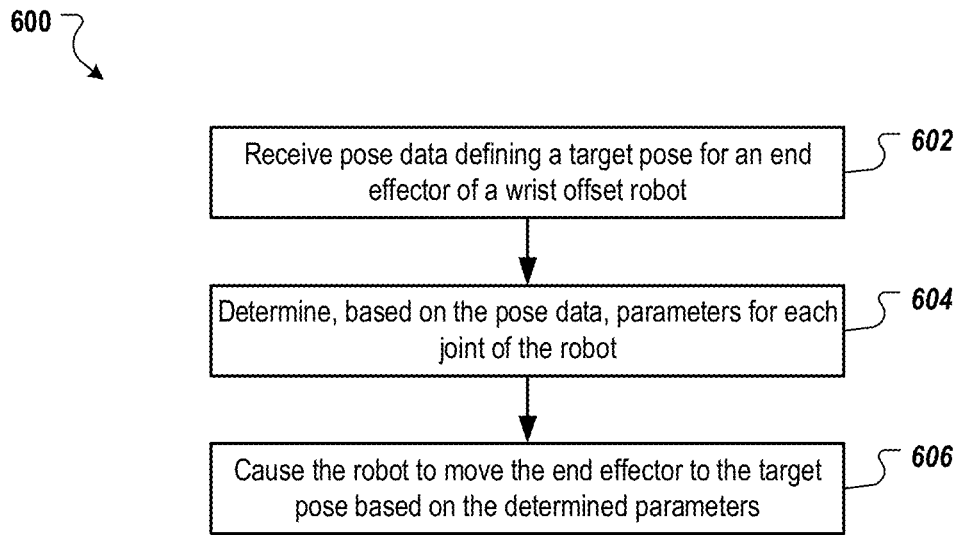 600
Receive pose data defining a target pose for an end
effector of a wrist offset robot
602
Determine, based on the pose data, parameters for each
joint of the robot
604
Cause the robot to move the end effector to the target
pose based on the determined parameters
606